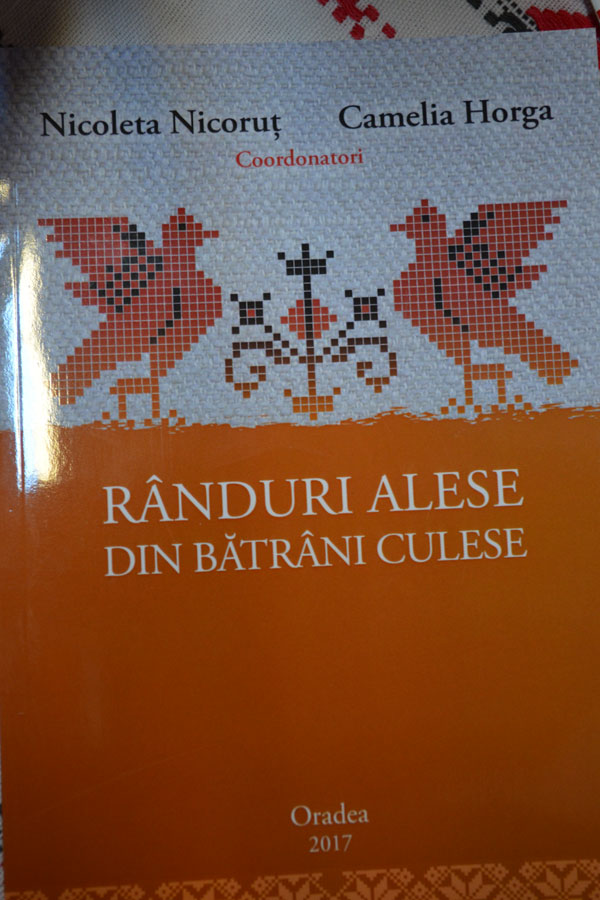 Nicoleta Nicoruț Camelia Horga
Coordonatori
RÂNDURI ALESE
DIN BĂTRÂNI CULESE
Oradea
2017